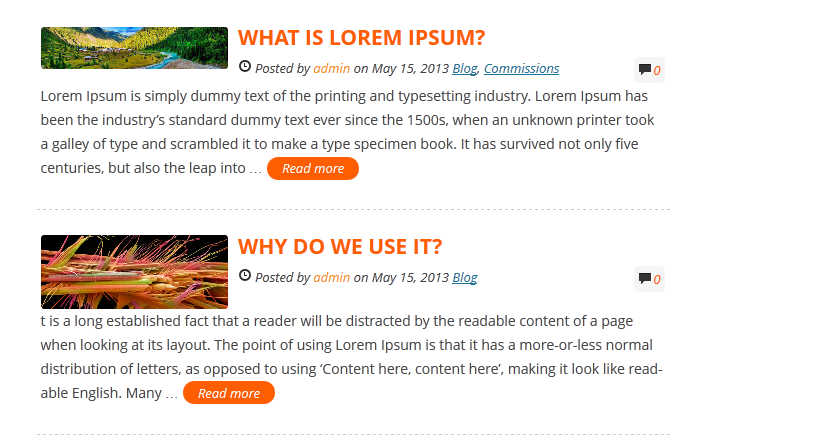 WHAT IS LOREM IPSUM?
Posted by admin on May 15, 2013 Blog, Commissions
0
Lorem Ipsum is simply dummy text of the printing and typesetting industry. Lorem Ipsum has
been the industry’s standard dummy text ever since the 1500s, when an unknown printer took
a galley of type and scrambled it to make a type specimen book. It has survived not only five
centuries, but also the leap into … Read more
WHY DO WE USE IT?
Posted by admin on May 15, 2013 Blog
0
t is a long established fact that a reader will be distracted by the readable content of a page
when looking at its layout. The point of using Lorem Ipsum is that it has a more-or-less normal
distribution of letters, as opposed to using ‘Content here, content here’, making it look like read-
able English. Many … Read more